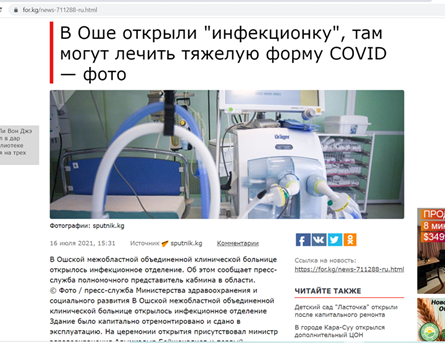 for.kg/news-711288-ru.html
В Оше открыли "инфекционку", там
могут лечить тяжелую форму COVID
— фото
Ли Вон Джэ
л в дар
лиотеке
я на трех
Dräger
Фотографии: sputnik.kg
16 июля 2021, 15:31 Источник sputnik.kg Комментарии
В Ошской межобластной объединенной клинической больнице
открылось инфекционное отделение. Об этом сообщает пресс-
служба полномочного представитель кабмина в области.
© Фото / пресс-служба Министерства здравоохранения и
социального развития В Ошской межобластной объединенной
клинической больнице открылось инфекционное отделение
Здание было капитально отремонтировано и сдано в
эксплуатацию. На церемонии открытия присутствовал министр
Ссылка на новость:
https://for.kg/news-711288-ru.html
ЧИТАЙТЕ ТАКЖЕ
Детский сад "Ласточка" открыли
после капитального ремонта
В городе Кара-Суу открылся
дополнительный ЦОН
ПРОД
8 мик
$349